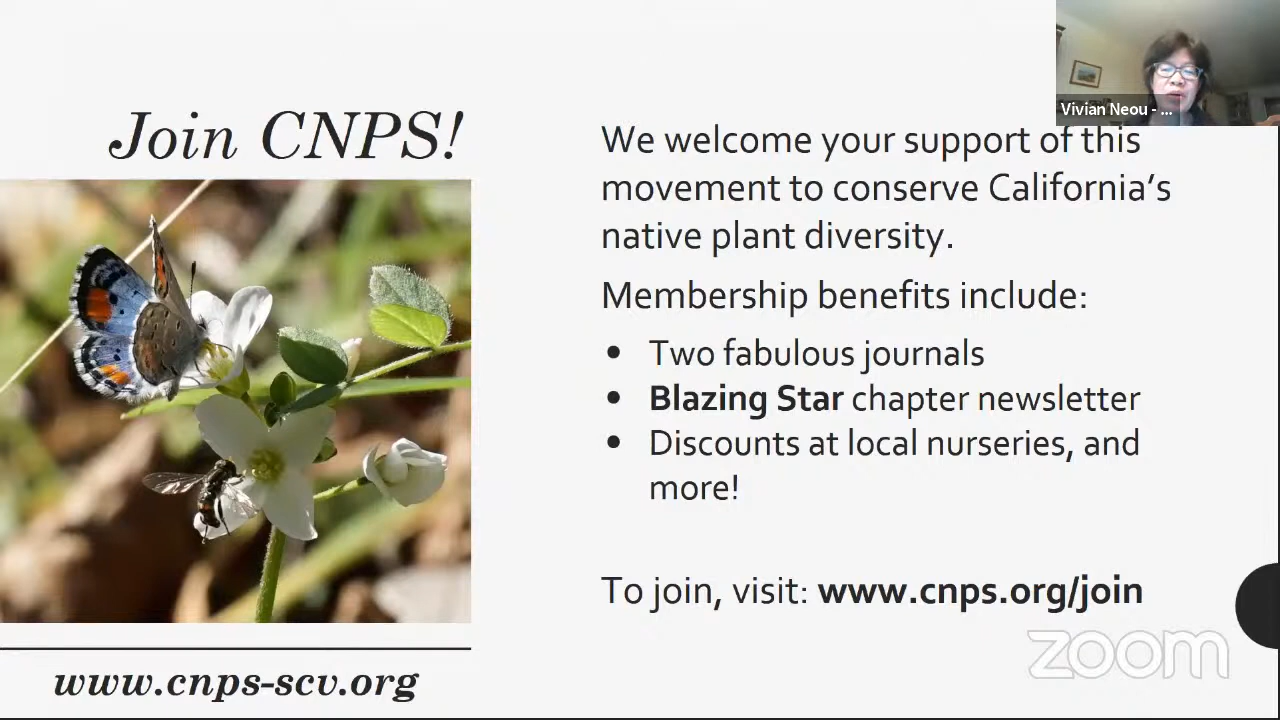 Vivian Neou - ...
Join CNPS!
We welcome your support of this
movement to conserve California’s
native plant diversity.
Membership benefits include:
• Two fabulous journals
• Blazing Star chapter newsletter
• Discounts at local nurseries, and
more!
To join, visit: www.cnps.org/join
zoom
www.cnps-scv.org